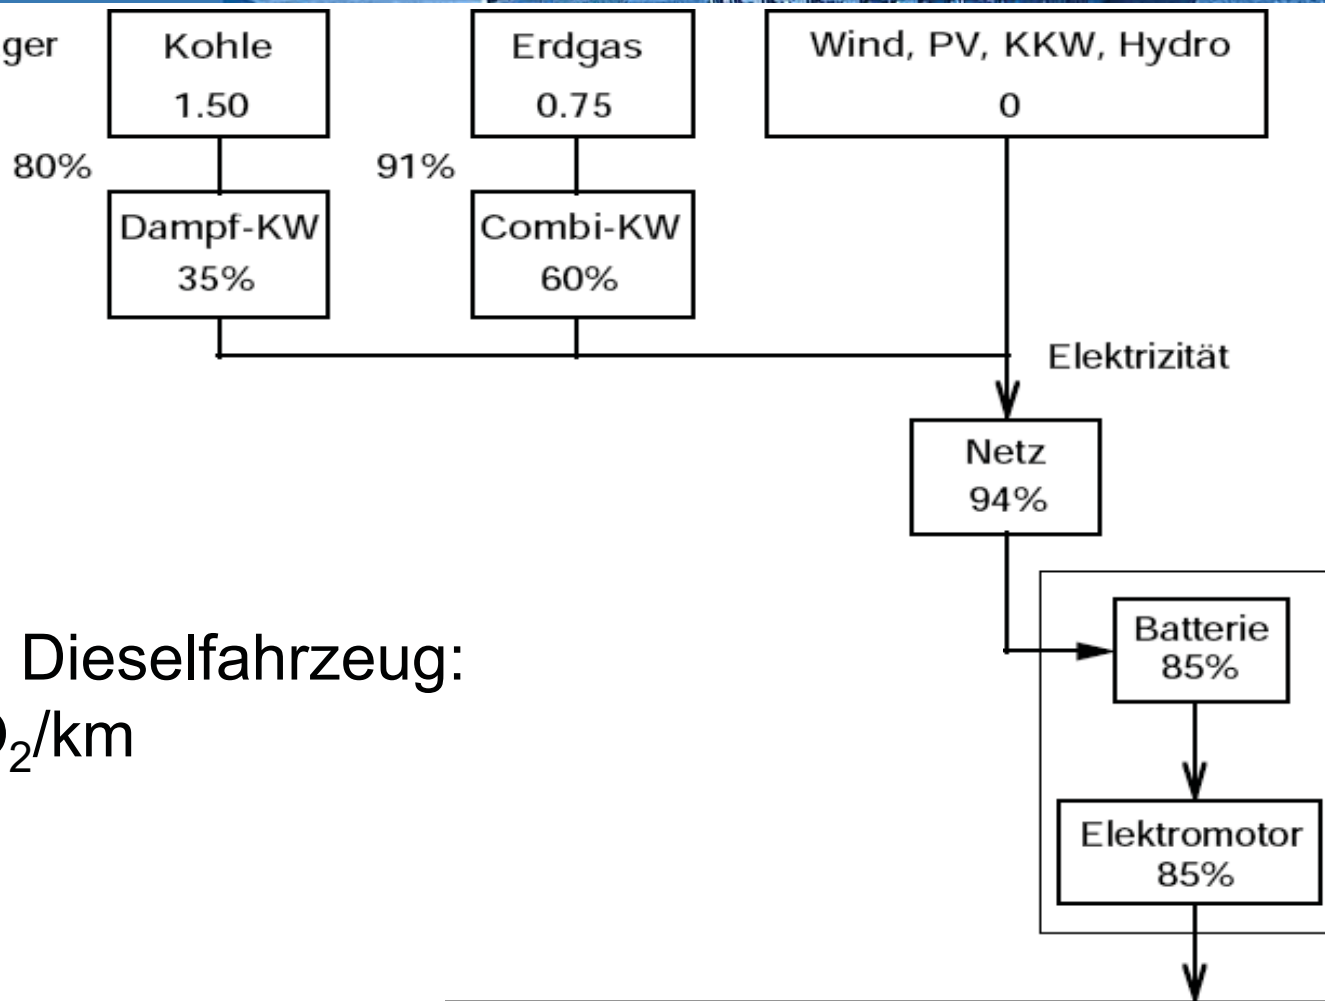 ger
Kohle
1.50
Erdgas
0.75
Wind, PV, KKW, Hydro
0
80%
91%
Dampf-KW
35%
Combi-KW
60%
Elektrizität
Netz
94%
Dieselfahrzeug:
O₂/km
Batterie
85%
Elektromotor
85%